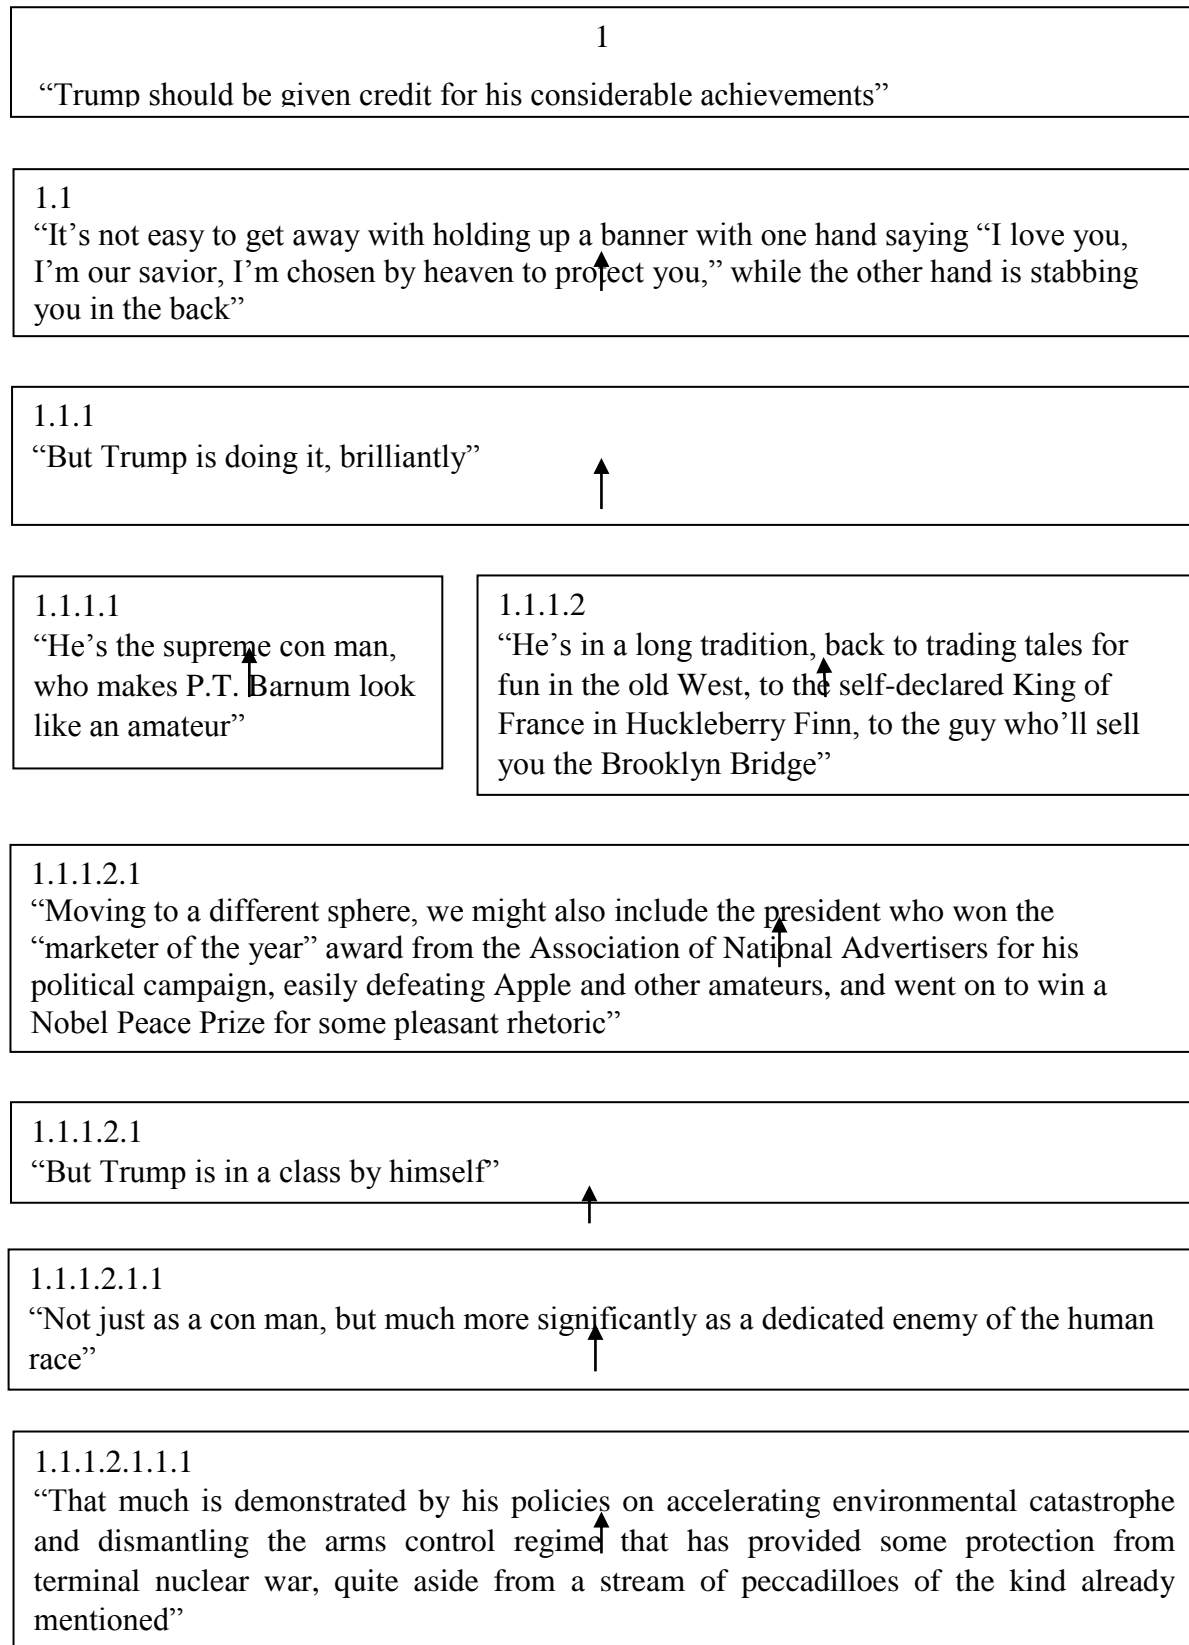 1
“Trump should be given credit for his considerable achievements”
1.1
“It’s not easy to get away with holding up a banner with one hand saying “I love you,
I’m our savior, I’m chosen by heaven to protect you,” while the other hand is stabbing
you in the back”
1.1.1
“But Trump is doing it, brilliantly”
1.1.1.1
“He’s the supreme con man,
who makes P.T. Barnum look
like an amateur”
1.1.1.2
“He’s in a long tradition, back to trading tales for
fun in the old West, to the self-declared King of
France in Huckleberry Finn, to the guy who’ll sell
you the Brooklyn Bridge”
1.1.1.2.1
“Moving to a different sphere, we might also include the president who won the
“marketer of the year” award from the Association of National Advertisers for his
political campaign, easily defeating Apple and other amateurs, and went on to win a
Nobel Peace Prize for some pleasant rhetoric”
1.1.1.2.1
“But Trump is in a class by himself”
1.1.1.2.1.1
“Not just as a con man, but much more significantly as a dedicated enemy of the human
race”
1.1.1.2.1.1.1
“That much is demonstrated by his policies on accelerating environmental catastrophe
and dismantling the arms control regime that has provided some protection from
terminal nuclear war, quite aside from a stream of peccadilloes of the kind already
mentioned”